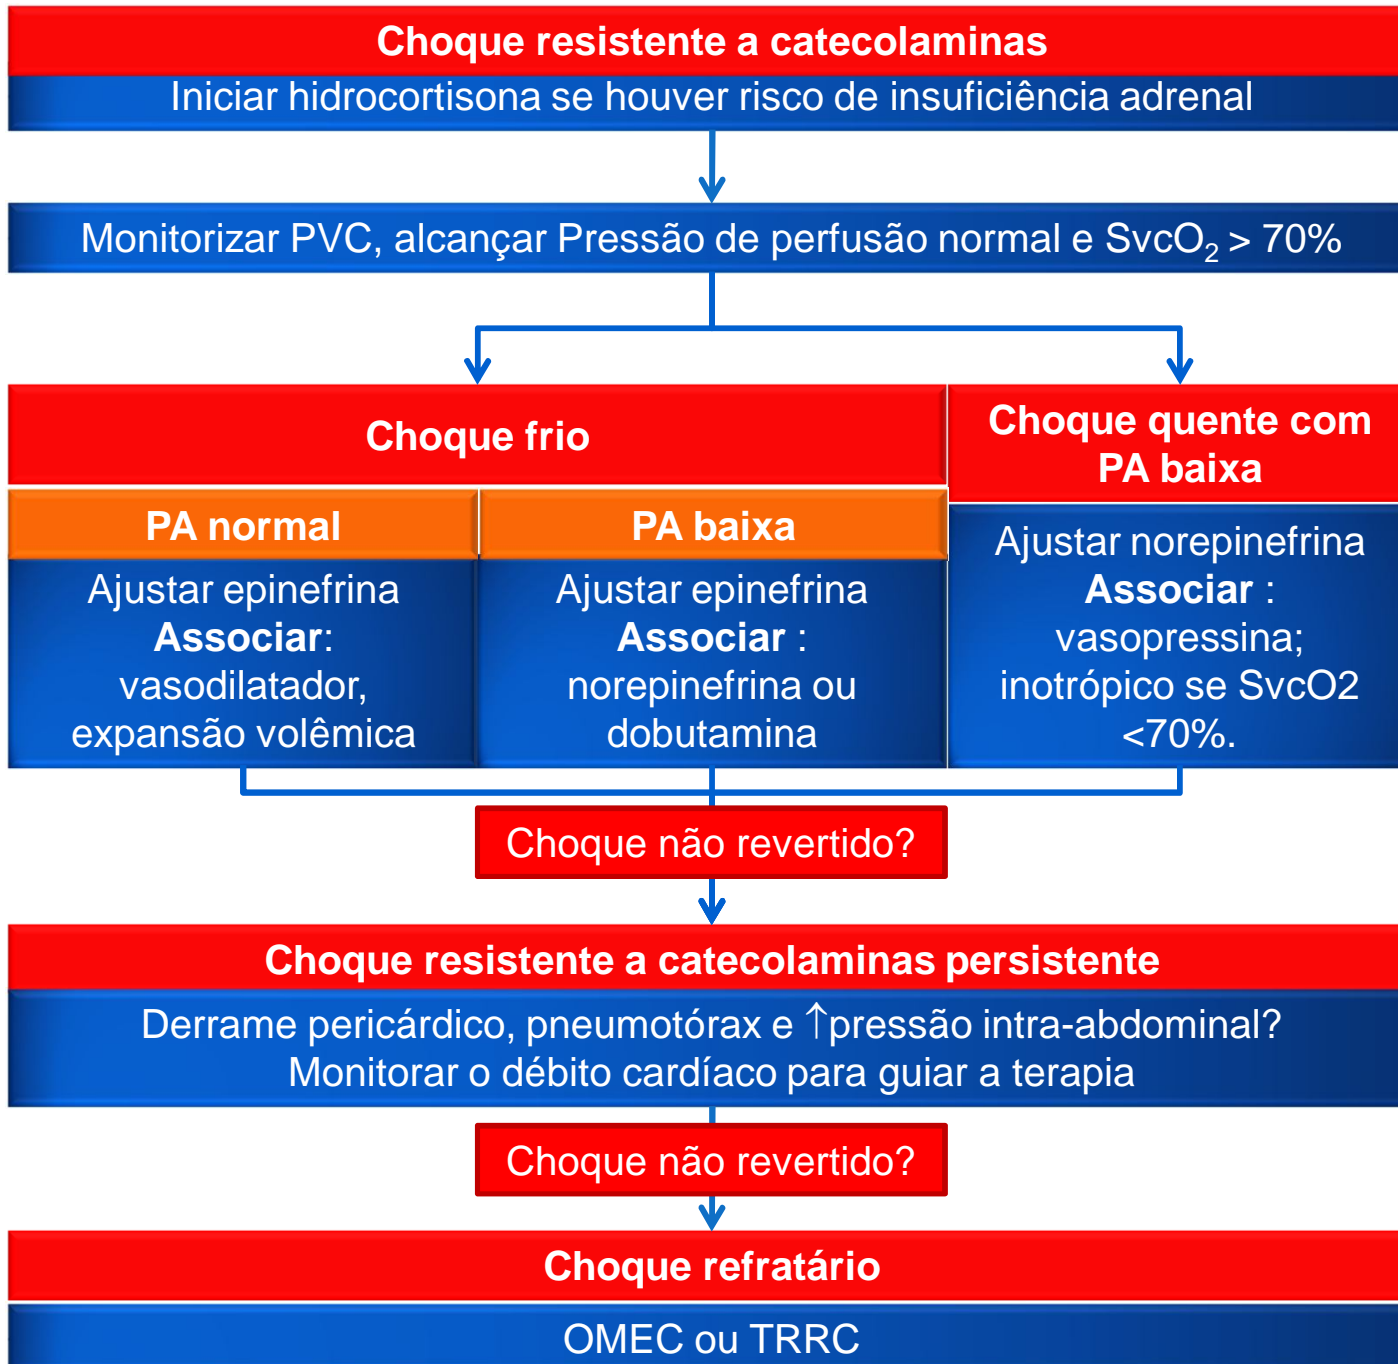 Choque resistente a catecolaminas
Iniciar hidrocortisona se houver risco de insuficiência adrenal
Monitorizar PVC, alcançar Pressão de perfusão normal e SvcO₂ > 70%
Choque frio
Choque quente com
PA baixa
PA normal
Ajustar epinefrina
Associar:
vasodilatador,
expansão volêmica
PA baixa
Ajustar epinefrina
Associar :
norepinefrina ou
dobutamina
Ajustar norepinefrina
Associar :
vasopressina;
inotrópico se SvcO2
<70%.
Choque não revertido?
Choque resistente a catecolaminas persistente
Derrame pericárdico, pneumotórax e ↑pressão intra-abdominal?
Monitorar o débito cardíaco para guiar a terapia
Choque não revertido?
Choque refratário
OMEC ou TRRC